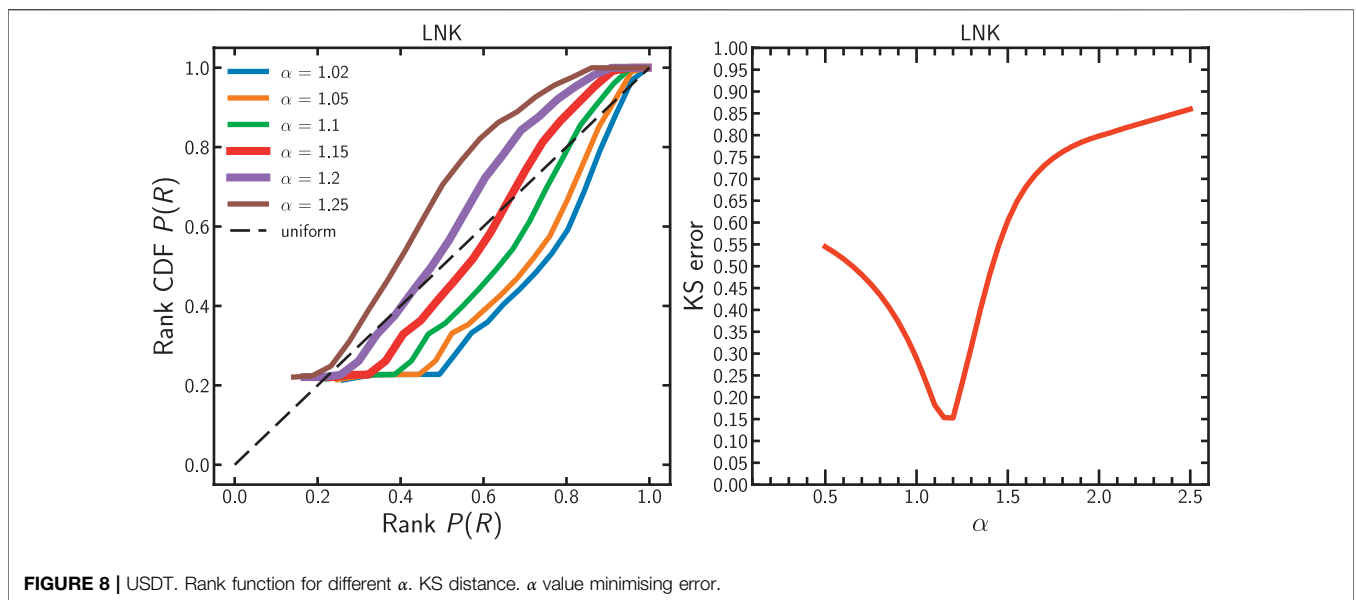 LNK
1.0
0.8
0.6
0.4
0.2
0.0
Rank CDF P(R)
α = 1.02
α = 1.05
α = 1.1
α = 1.15
α = 1.2
α = 1.25
uniform
0.0 0.2 0.4 0.6 0.8 1.0
Rank P(R)
LNK
1.00
0.95
0.90
0.85
0.80
0.75
0.70
0.65
0.60
0.55
0.50
0.45
0.40
0.35
0.30
0.25
0.20
0.15
0.10
0.05
0.00
KS error
0.5 1.0 1.5 2.0 2.5
α
FIGURE 8 | USDT. Rank function for different α. KS distance. α value minimising error.